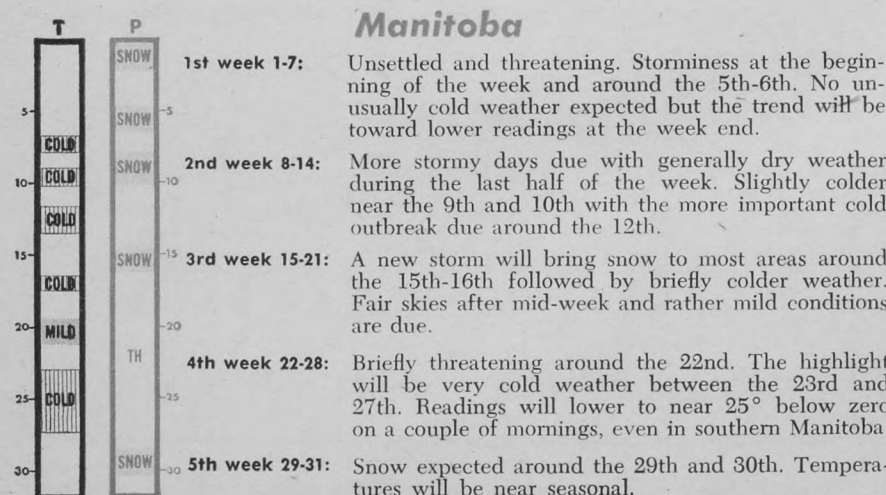 Manitoba
T
P
SNOW
5-
-5
SNOW
COLD
SNOW
10-
COLD
-10
COLD
15-
-15
SNOW
COLD
20-
-20
MILD
TH
25-
-25
COLD
30-
-30
SNOW
1st week 1-7: Unsettled and threatening. Storminess at the begin-
ning of the week and around the 5th-6th. No un-
usually cold weather expected but the trend will be
toward lower readings at the week end.
2nd week 8-14: More stormy days due with generally dry weather
during the last half of the week. Slightly colder
near the 9th and 10th with the more important cold
outbreak due around the 12th.
3rd week 15-21: A new storm will bring snow to most areas around
the 15th-16th followed by briefly colder weather.
Fair skies after mid-week and rather mild conditions
are due.
4th week 22-28: Briefly threatening around the 22nd. The highlight
will be very cold weather between the 23rd and
27th. Readings will lower to near 25° below zero
on a couple of mornings, even in southern Manitoba
5th week 29-31: Snow expected around the 29th and 30th. Tempera-
tures will be near seasonal.